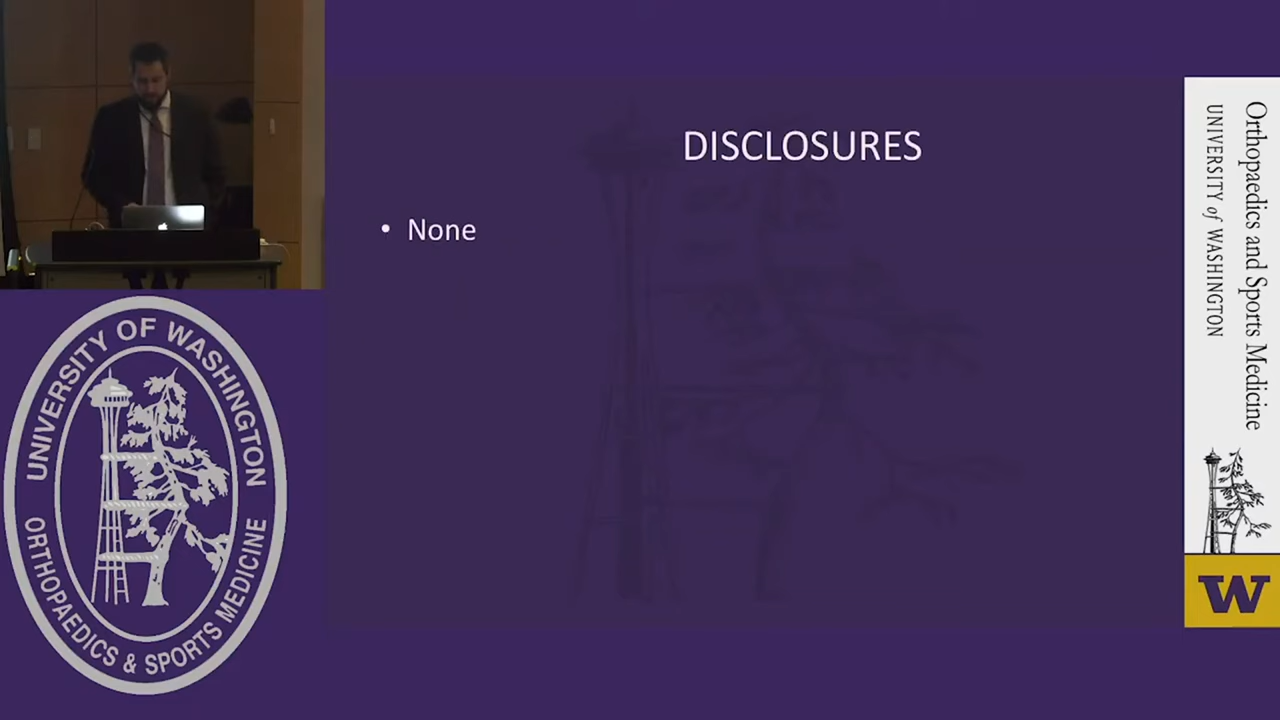 DISCLOSURES
• None
UNIVERSITY OF WASHINGTON
ORTHOPAEDICS & SPORTS MEDICINE
Orthopaedics and Sports Medicine
UNIVERSITY of WASHINGTON
W